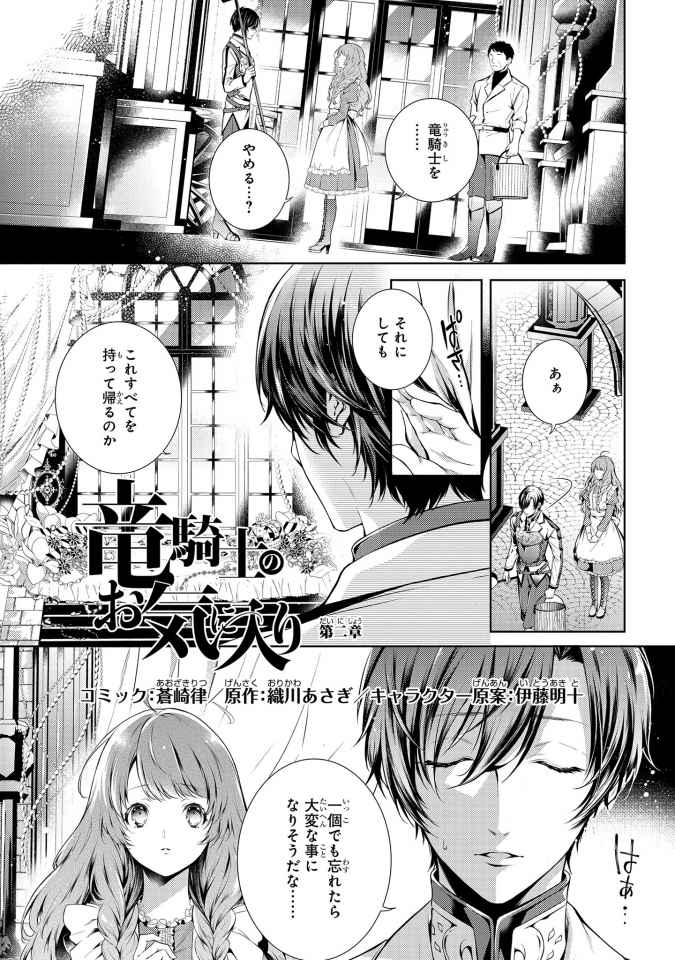 竜騎士を
……
やめる…？
あぁ
ぽん…
それに
しても
これすべてを
持って帰るのか
竜騎士の
お気に入り
第二章
コミック：蒼崎律／原作：織川あさぎ／キャラクター原案：伊藤明十
はぁ…
一個でも忘れたら
大変な事に
なりそうだな……